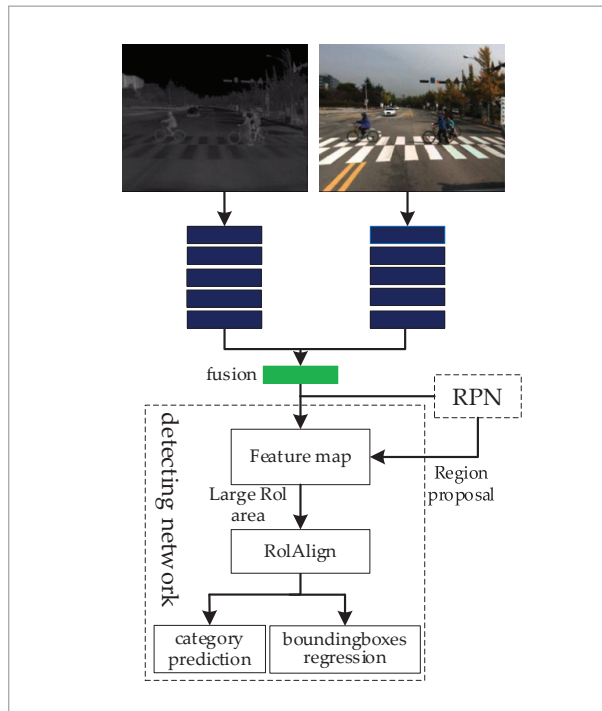 fusion
RPN
detecting network
Feature map
Region
proposal
Large RoI
area
RoIAlign
category
prediction
boundingboxes
regression